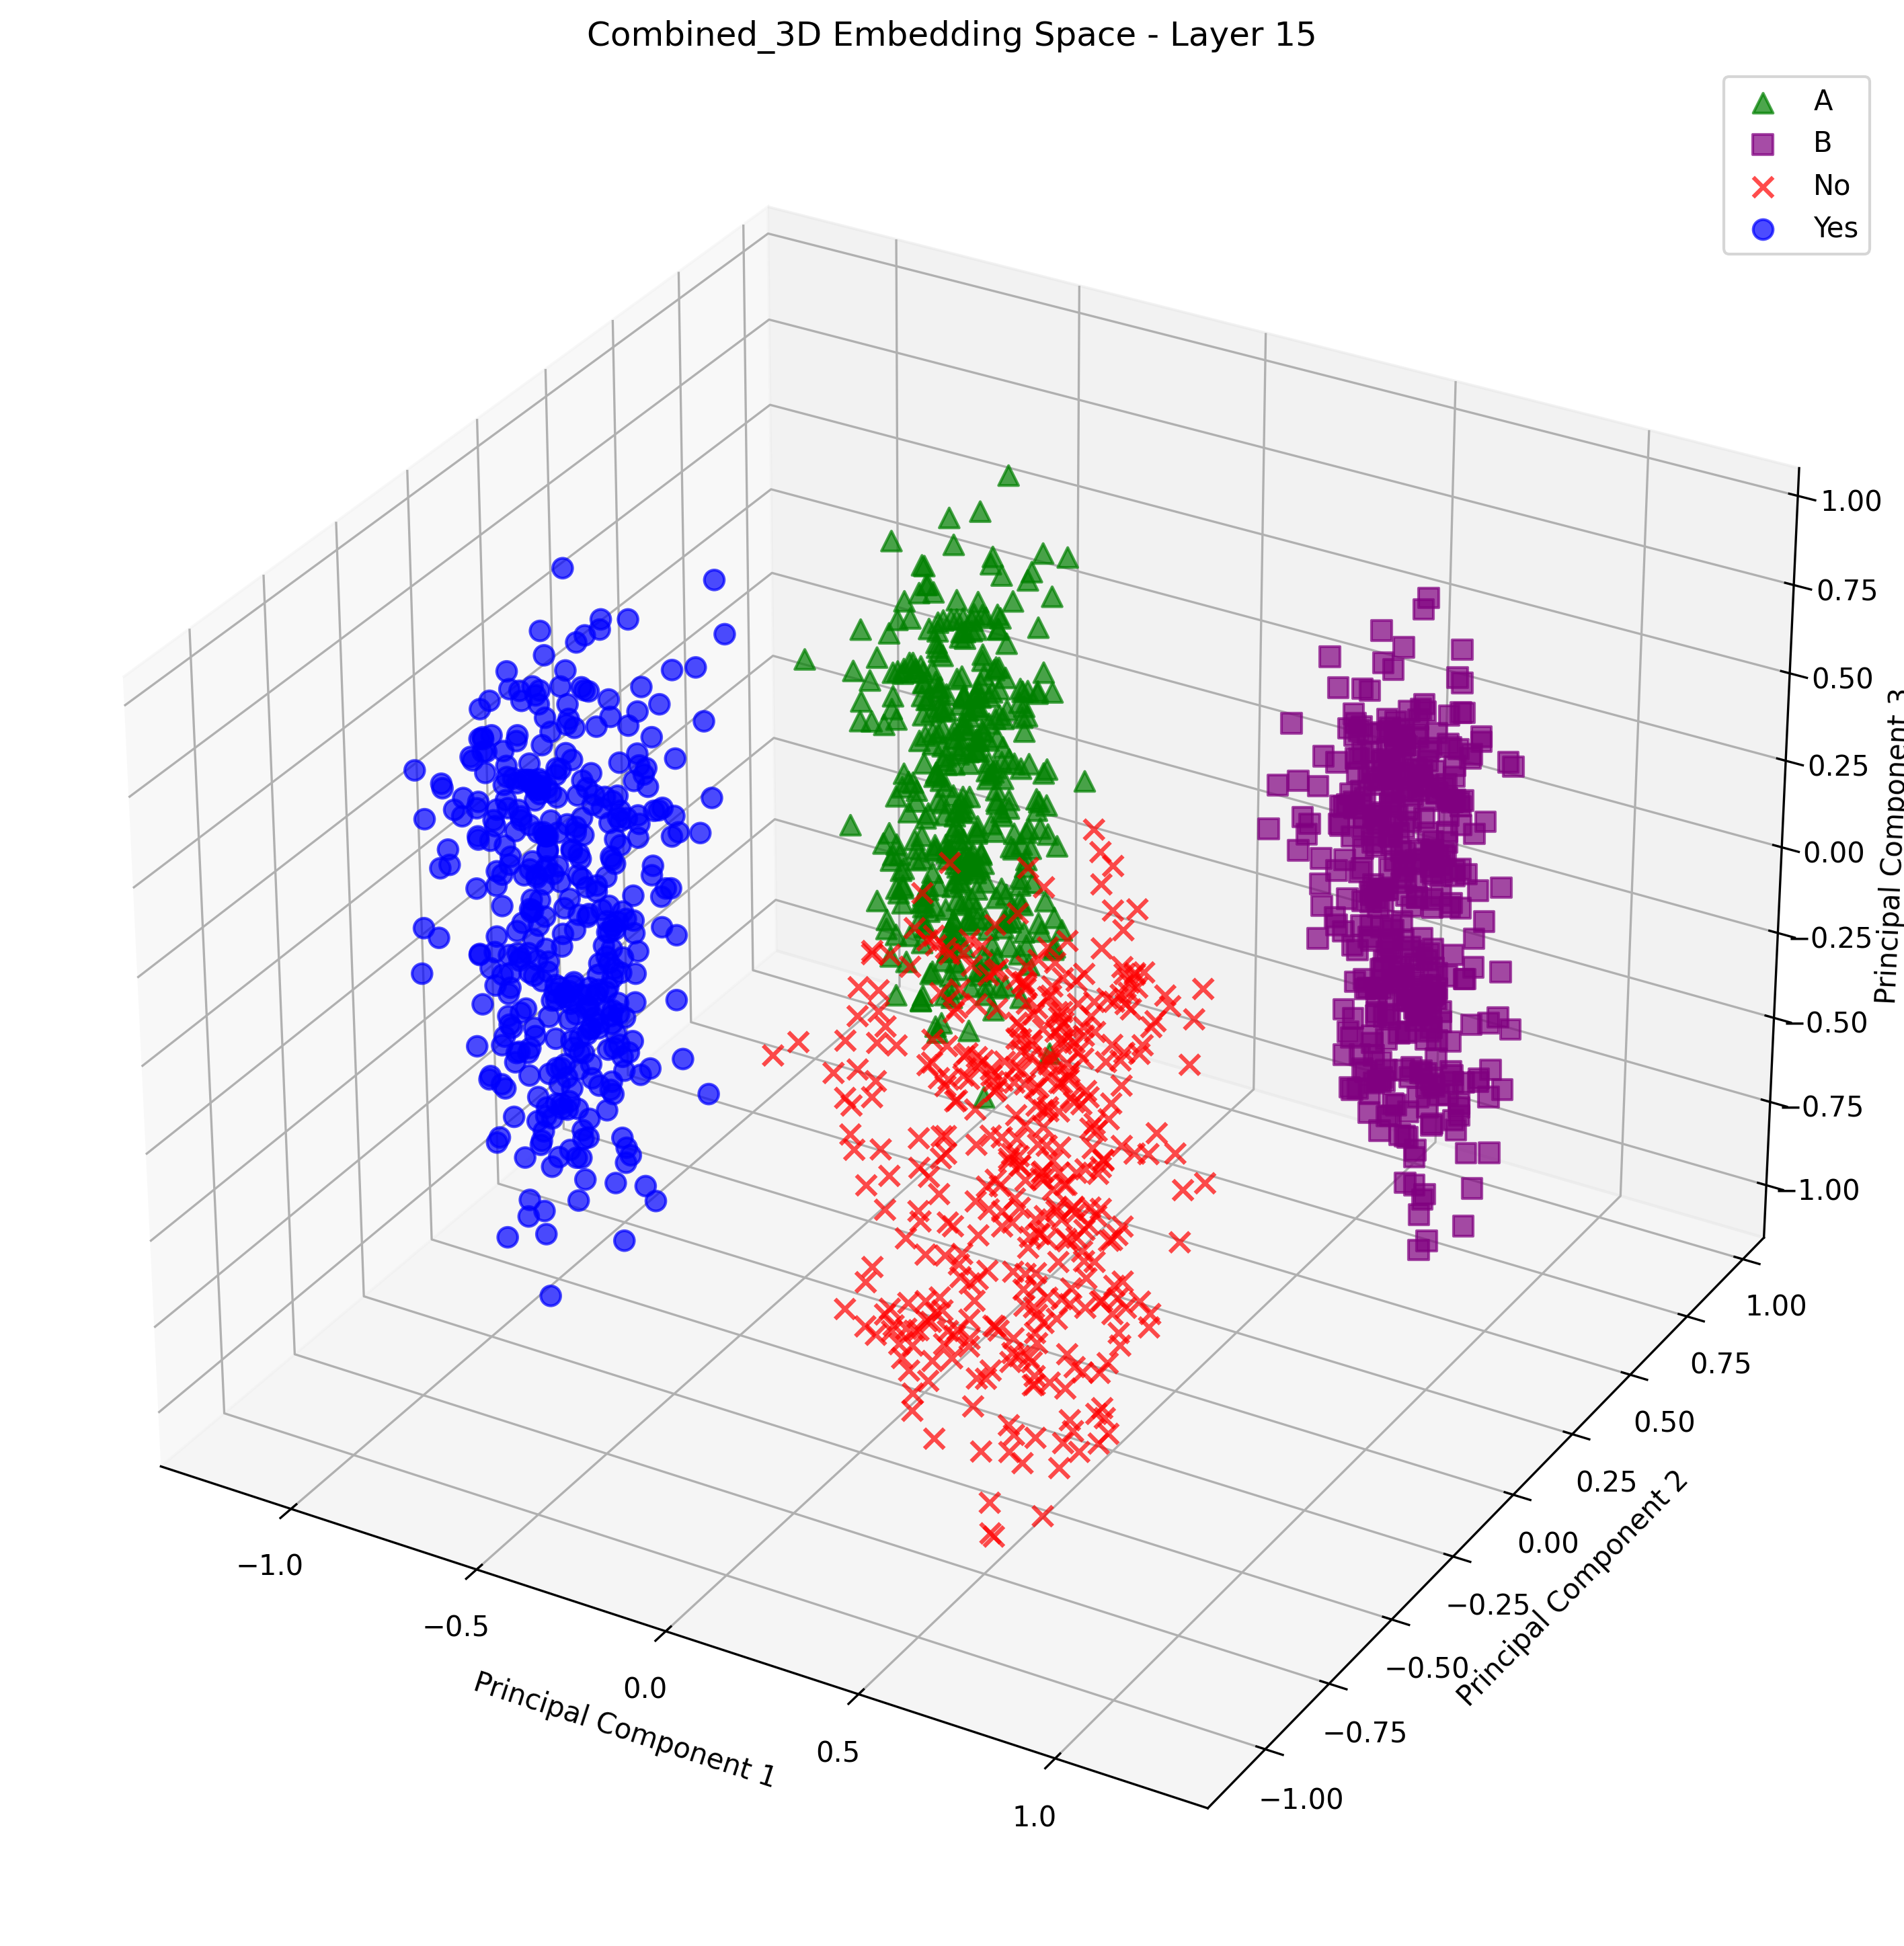 Combined_3D Embedding Space - Layer 15
A
B
No
Yes
1.00
0.75
0.50
0.25
0.00
−0.25
−0.50
−0.75
−1.00
Principal Component 3
1.00
0.75
0.50
0.25
0.00
−0.25
−0.50
−0.75
−1.00
Principal Component 2
−1.0
−0.5
0.0
0.5
1.0
Principal Component 1